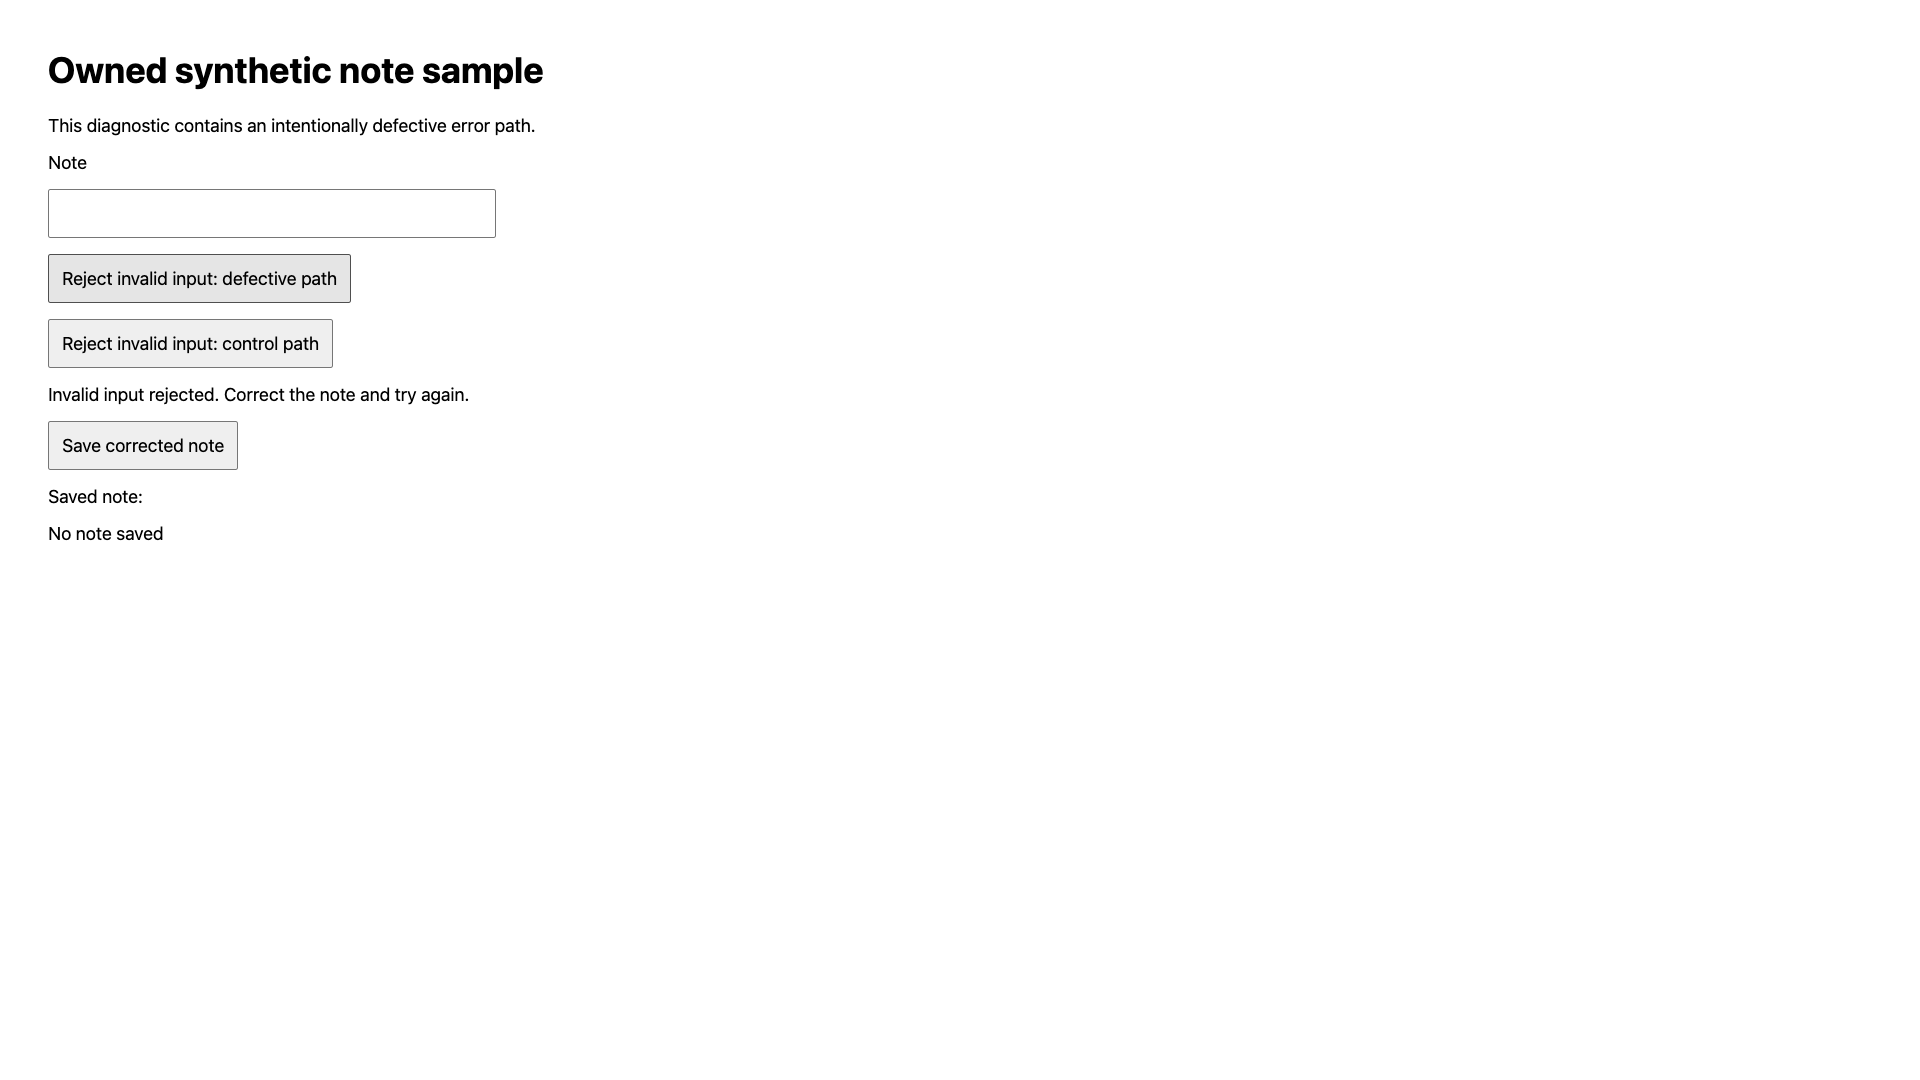 Owned synthetic note sample
This diagnostic contains an intentionally defective error path.
Note
Reject invalid input: defective path
Reject invalid input: control path
Invalid input rejected. Correct the note and try again.
Save corrected note
Saved note:
No note saved